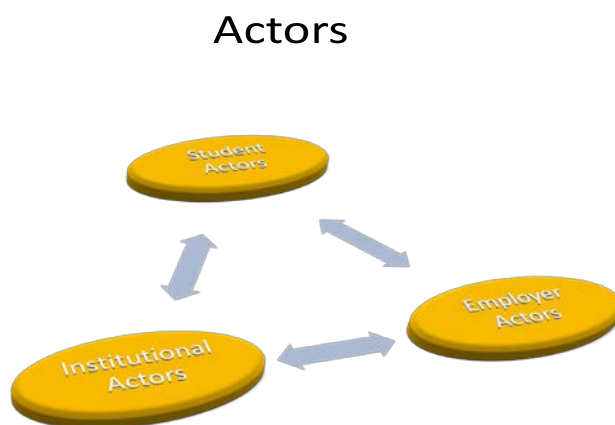 Actors
Student
Actors
Employer
Actors
Institutional
Actors